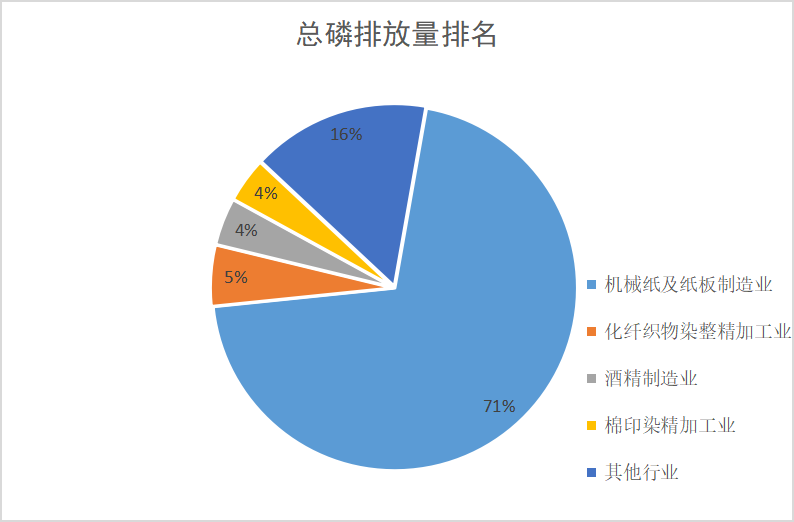 总磷排放量排名
16%
4%
4%
5%
71%
机械纸及纸板制造业
化纤织物染整精加工业
酒精制造业
棉印染精加工业
其他行业